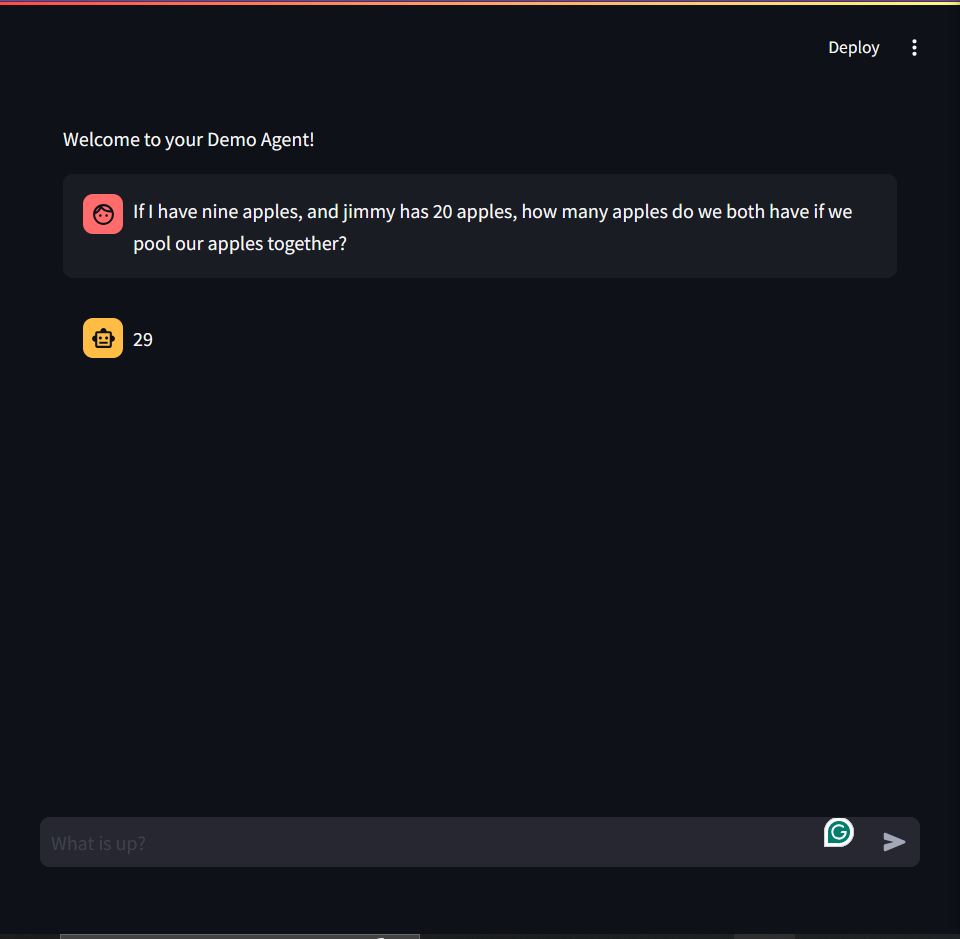 Deploy
Welcome to your Demo Agent!
If I have nine apples, and jimmy has 20 apples, how many apples do we both have if we
pool our apples together?
29
What is up?